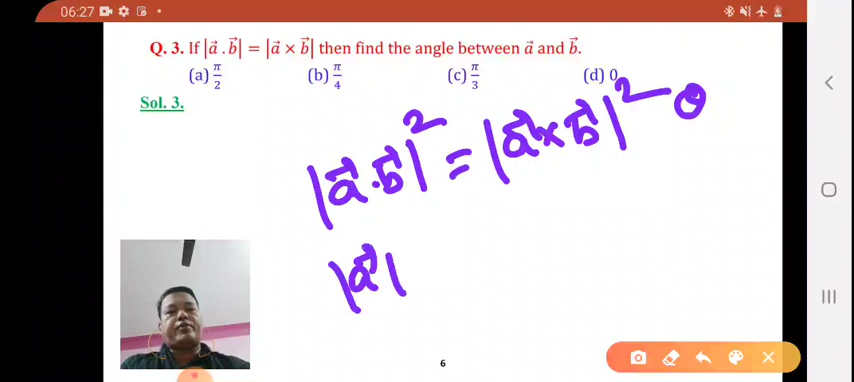 06:27
Q. 3. If |a⃗ . b⃗| = |a⃗ × b⃗| then find the angle between a⃗ and b⃗.
(a) π/2 (b) π/4 (c) π/3 (d) 0
Sol. 3.
|a⃗ . b⃗|² = |a⃗ × b⃗|² θ
|a⃗|
6